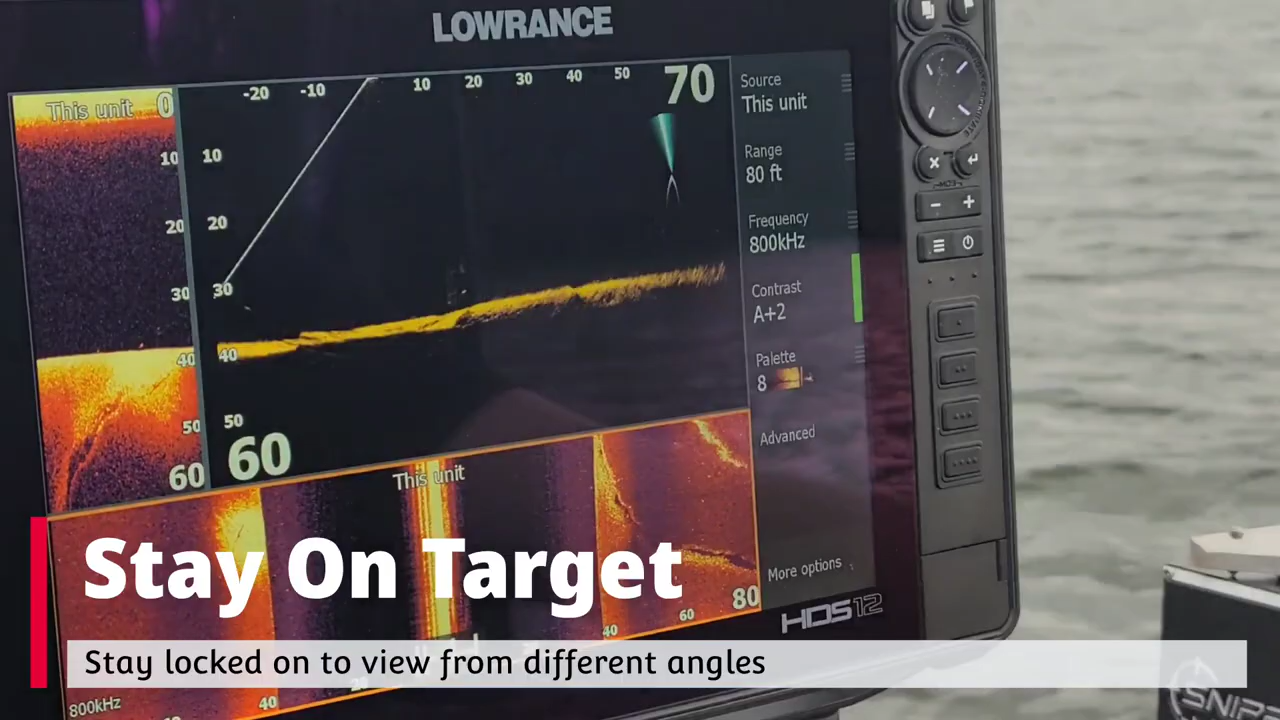 LOWRANCE
This unit
0
10
20
30
40
50
60
-20 -10 10 20 30 40 50 70
10
20
30
40
50
60
Source
This unit
Range
80 ft
Frequency
800kHz
Contrast
A+2
Palette
8
Advanced
More options
This unit
80
60
40
20
40
800kHz
HDS12
Stay On Target
Stay locked on to view from different angles